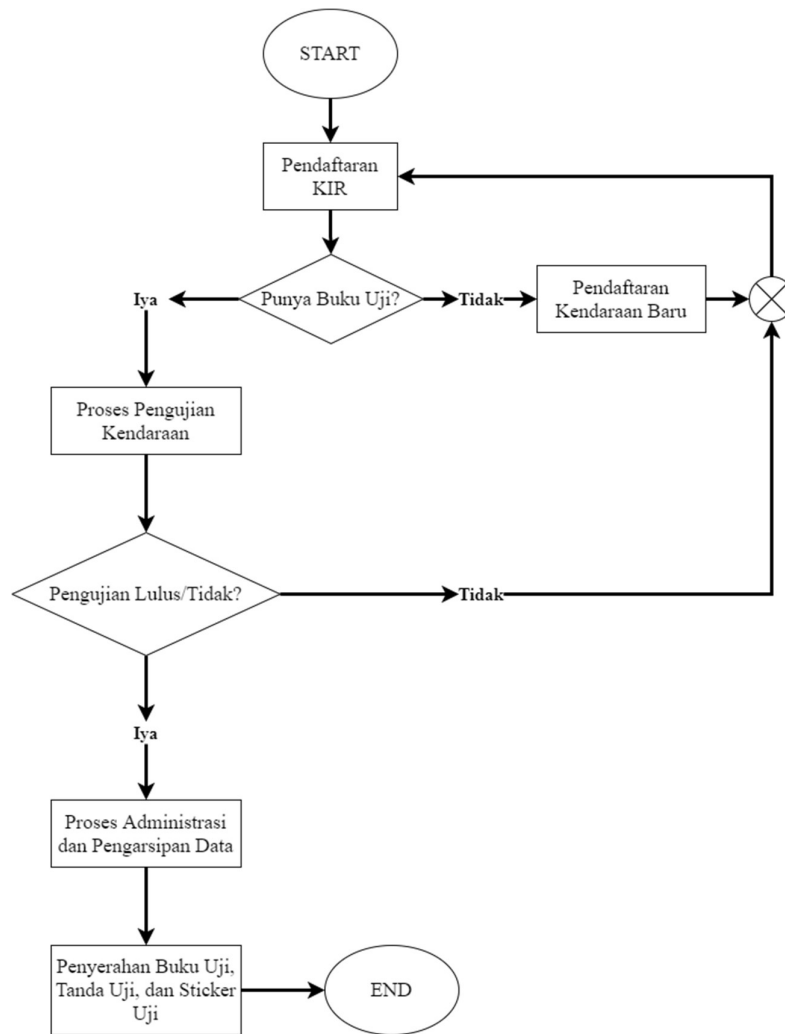 START
Pendaftaran
KIR
Iya
Punya Buku Uji?
Tidak
Pendaftaran
Kendaraan Baru
Proses Pengujian
Kendaraan
Pengujian Lulus/Tidak?
Tidak
Iya
Proses Administrasi
dan Pengarsipan Data
Penyerahan Buku Uji,
Tanda Uji, dan Sticker
Uji
END